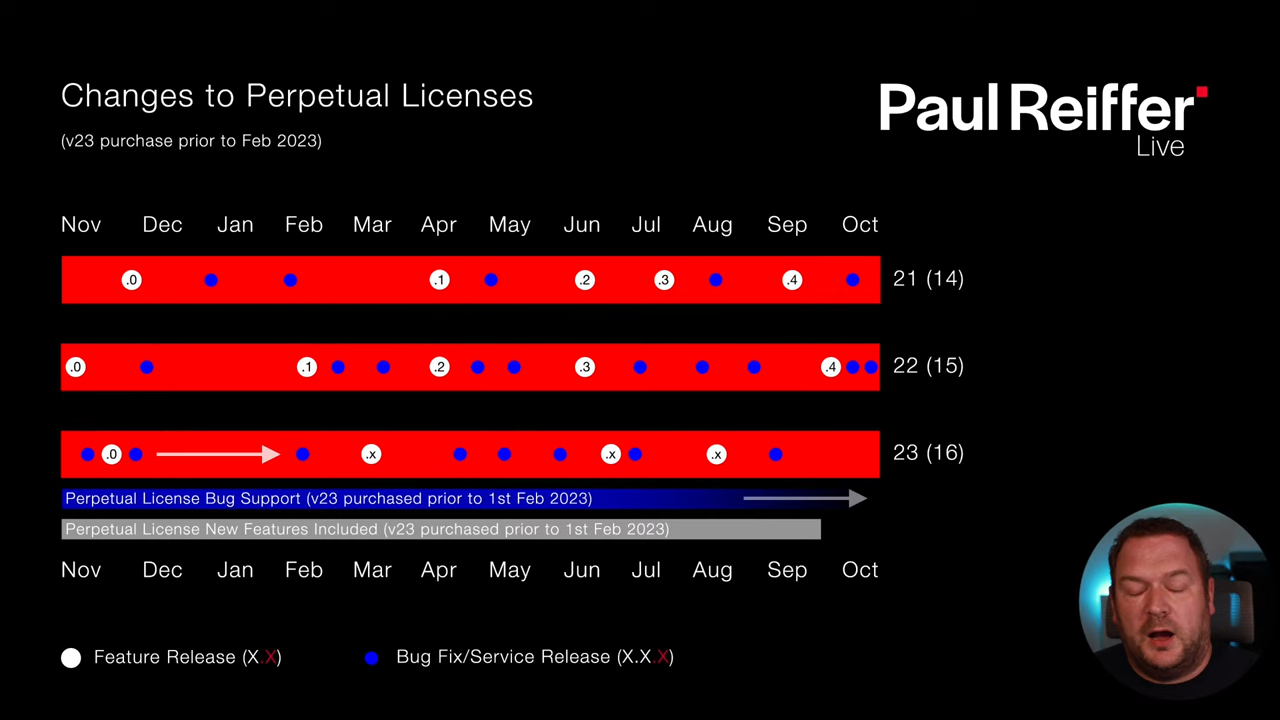 Changes to Perpetual Licenses
(v23 purchase prior to Feb 2023)
Paul Reiffer
Live
Nov Dec Jan Feb Mar Apr May Jun Jul Aug Sep Oct
.0 .1 .2 .3 .4 21 (14)
.0 .1 .2 .3 .4 22 (15)
.0 .x .x .x 23 (16)
Perpetual License Bug Support (v23 purchased prior to 1st Feb 2023)
Perpetual License New Features Included (v23 purchased prior to 1st Feb 2023)
Nov Dec Jan Feb Mar Apr May Jun Jul Aug Sep Oct
Feature Release (X.X) Bug Fix/Service Release (X.X.X)